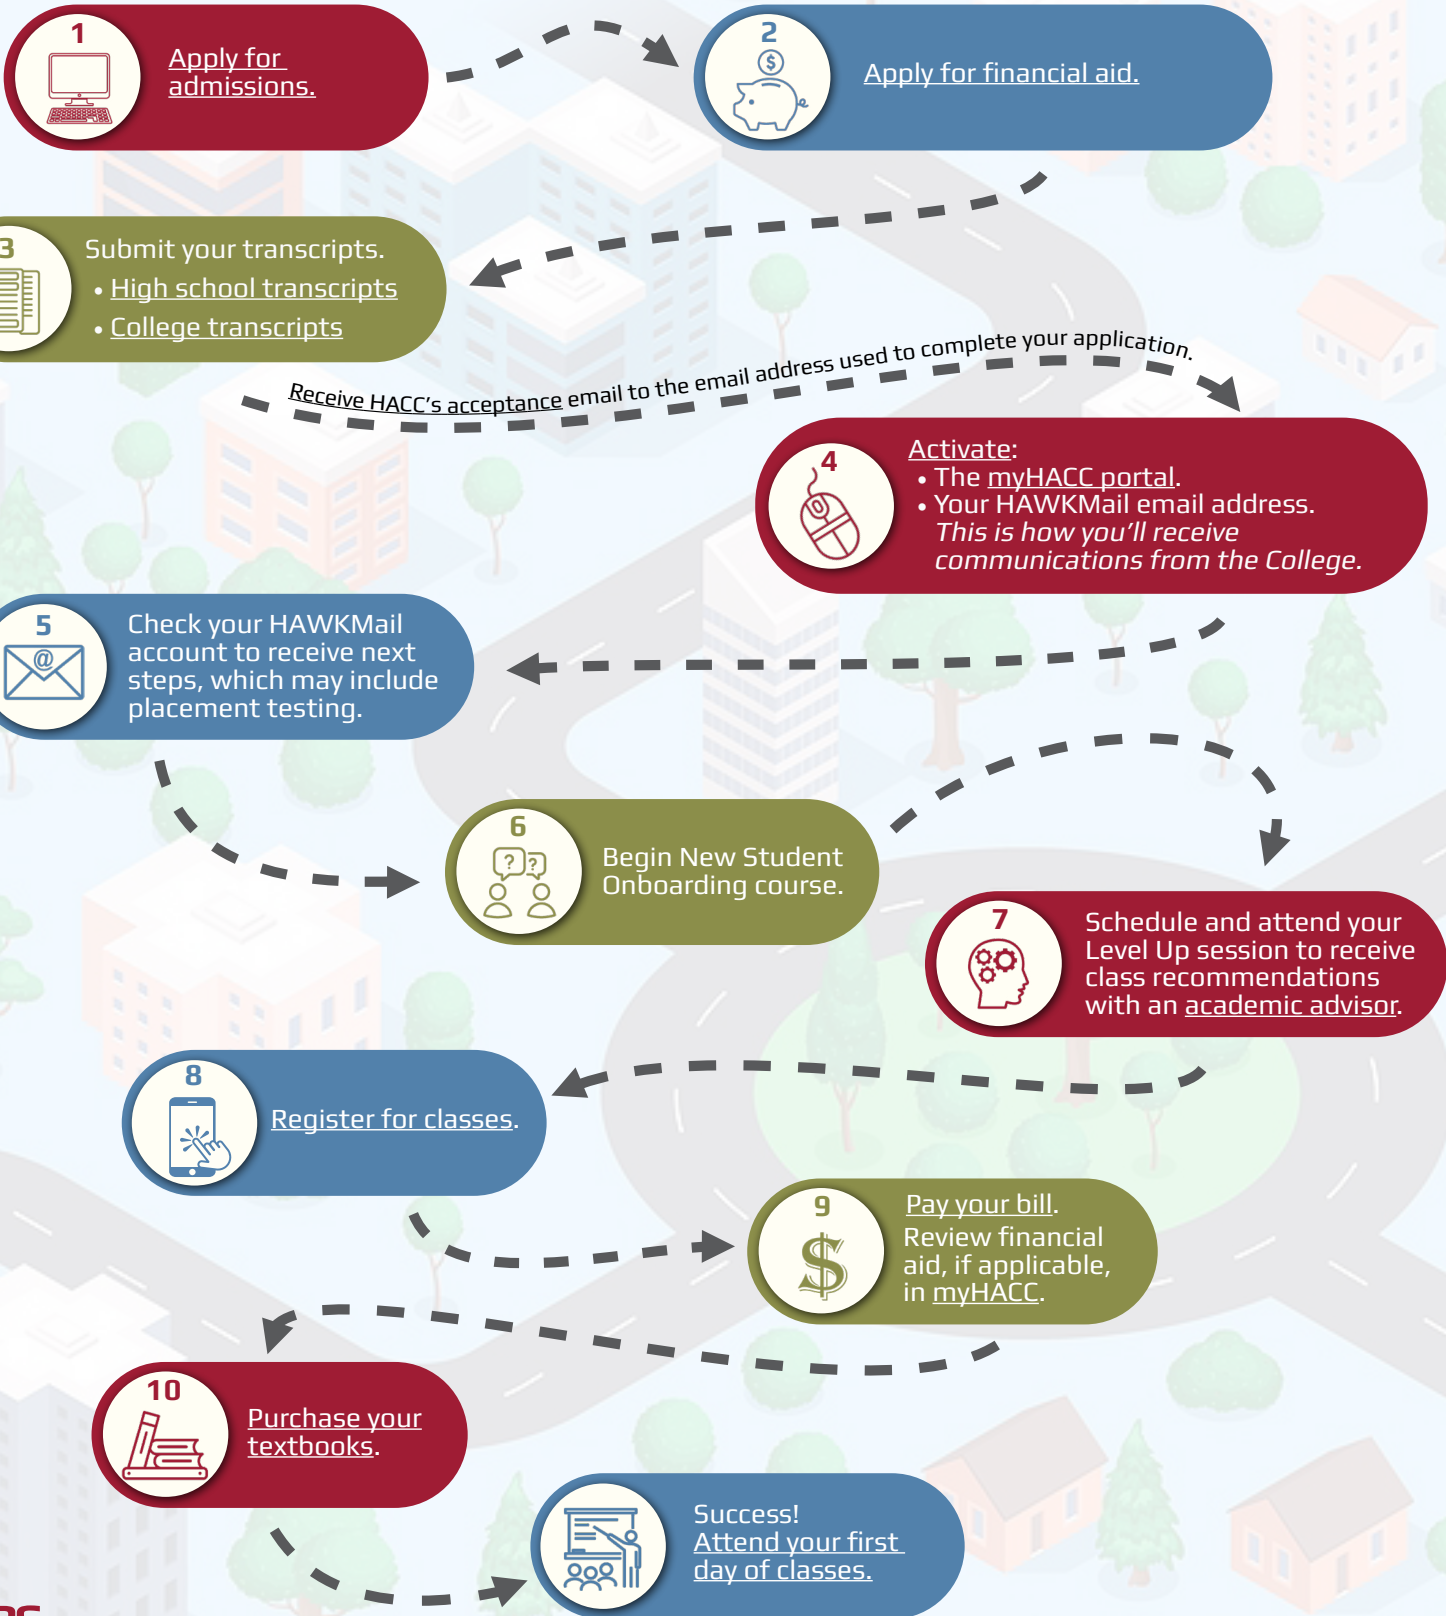 1
Apply for
admissions.
2
$
Apply for financial aid.
3
Submit your transcripts.
• High school transcripts
• College transcripts
Receive HACC's acceptance email to the email address used to complete your application.
4
Activate:
• The myHACC portal.
• Your HAWKMail email address.
This is how you'll receive
communications from the College.
5
@
Check your HAWKMail
account to receive next
steps, which may include
placement testing.
6
? ?
Begin New Student
Onboarding course.
7
Schedule and attend your
Level Up session to receive
class recommendations
with an academic advisor.
8
Register for classes.
9
$
Pay your bill.
Review financial
aid, if applicable,
in myHACC.
10
Purchase your
textbooks.
Success!
Attend your first
day of classes.